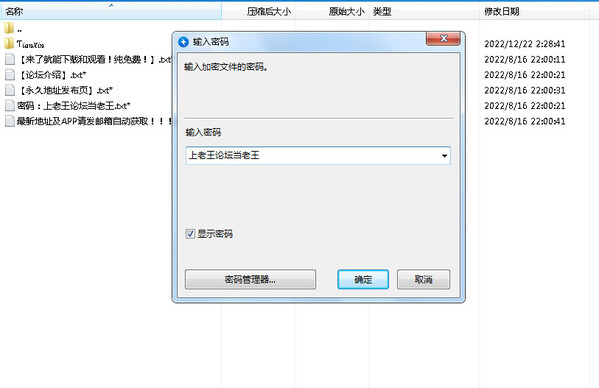 名称 压缩后大小 原始大小 类型 修改日期
..
TianXin 2022/12/22 2:28:41
【来了就能下载和观看！纯免费！】.txt* 2022/8/16 22:00:11
【论坛介绍】.txt* 2022/8/16 22:00:21
【永久地址发布页】.txt* 2022/8/16 22:00:31
密码：上老王论坛当老王.txt* 2022/8/16 22:00:21
最新地址及APP请发邮箱自动获取！！！ 2022/8/16 22:00:41
输入密码
输入加密文件的密码。
输入密码
上老王论坛当老王
显示密码
密码管理器... 确定 取消